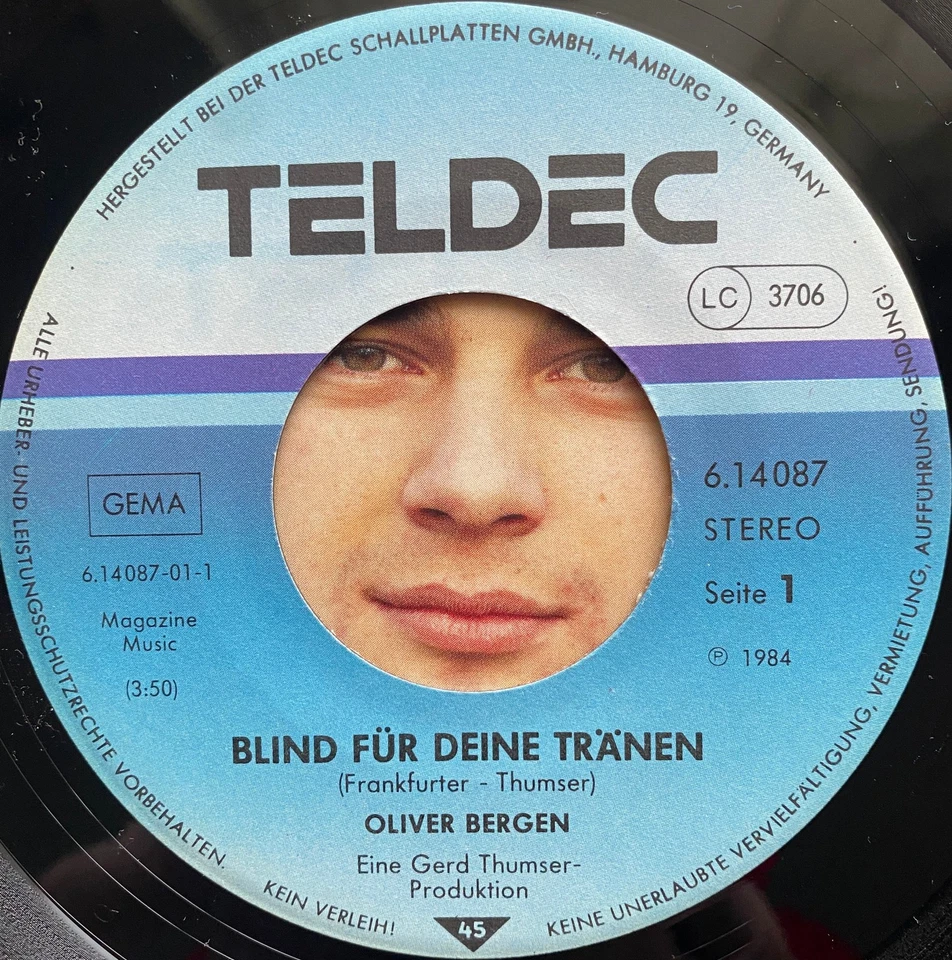 HERGESTELLT BEI DER TELDEC SCHALLPLATTEN GMBH., HAMBURG 19, GERMANY
TELDEC
LC 3706
GEMA
6.14087-01-1
Magazine
Music
(3:50)
6.14087
STEREO
Seite 1
℗ 1984
BLIND FÜR DEINE TRÄNEN
(Frankfurter - Thumser)
OLIVER BERGEN
Eine Gerd Thumser-
Produktion
45
ALLE URHEBER- UND LEISTUNGSSCHUTZRECHTE VORBEHALTEN.
KEIN VERLEIH!
KEINE UNERLAUBTE VERVIELFÄLTIGUNG, VERMIETUNG, AUFFÜHRUNG, SENDUNG!